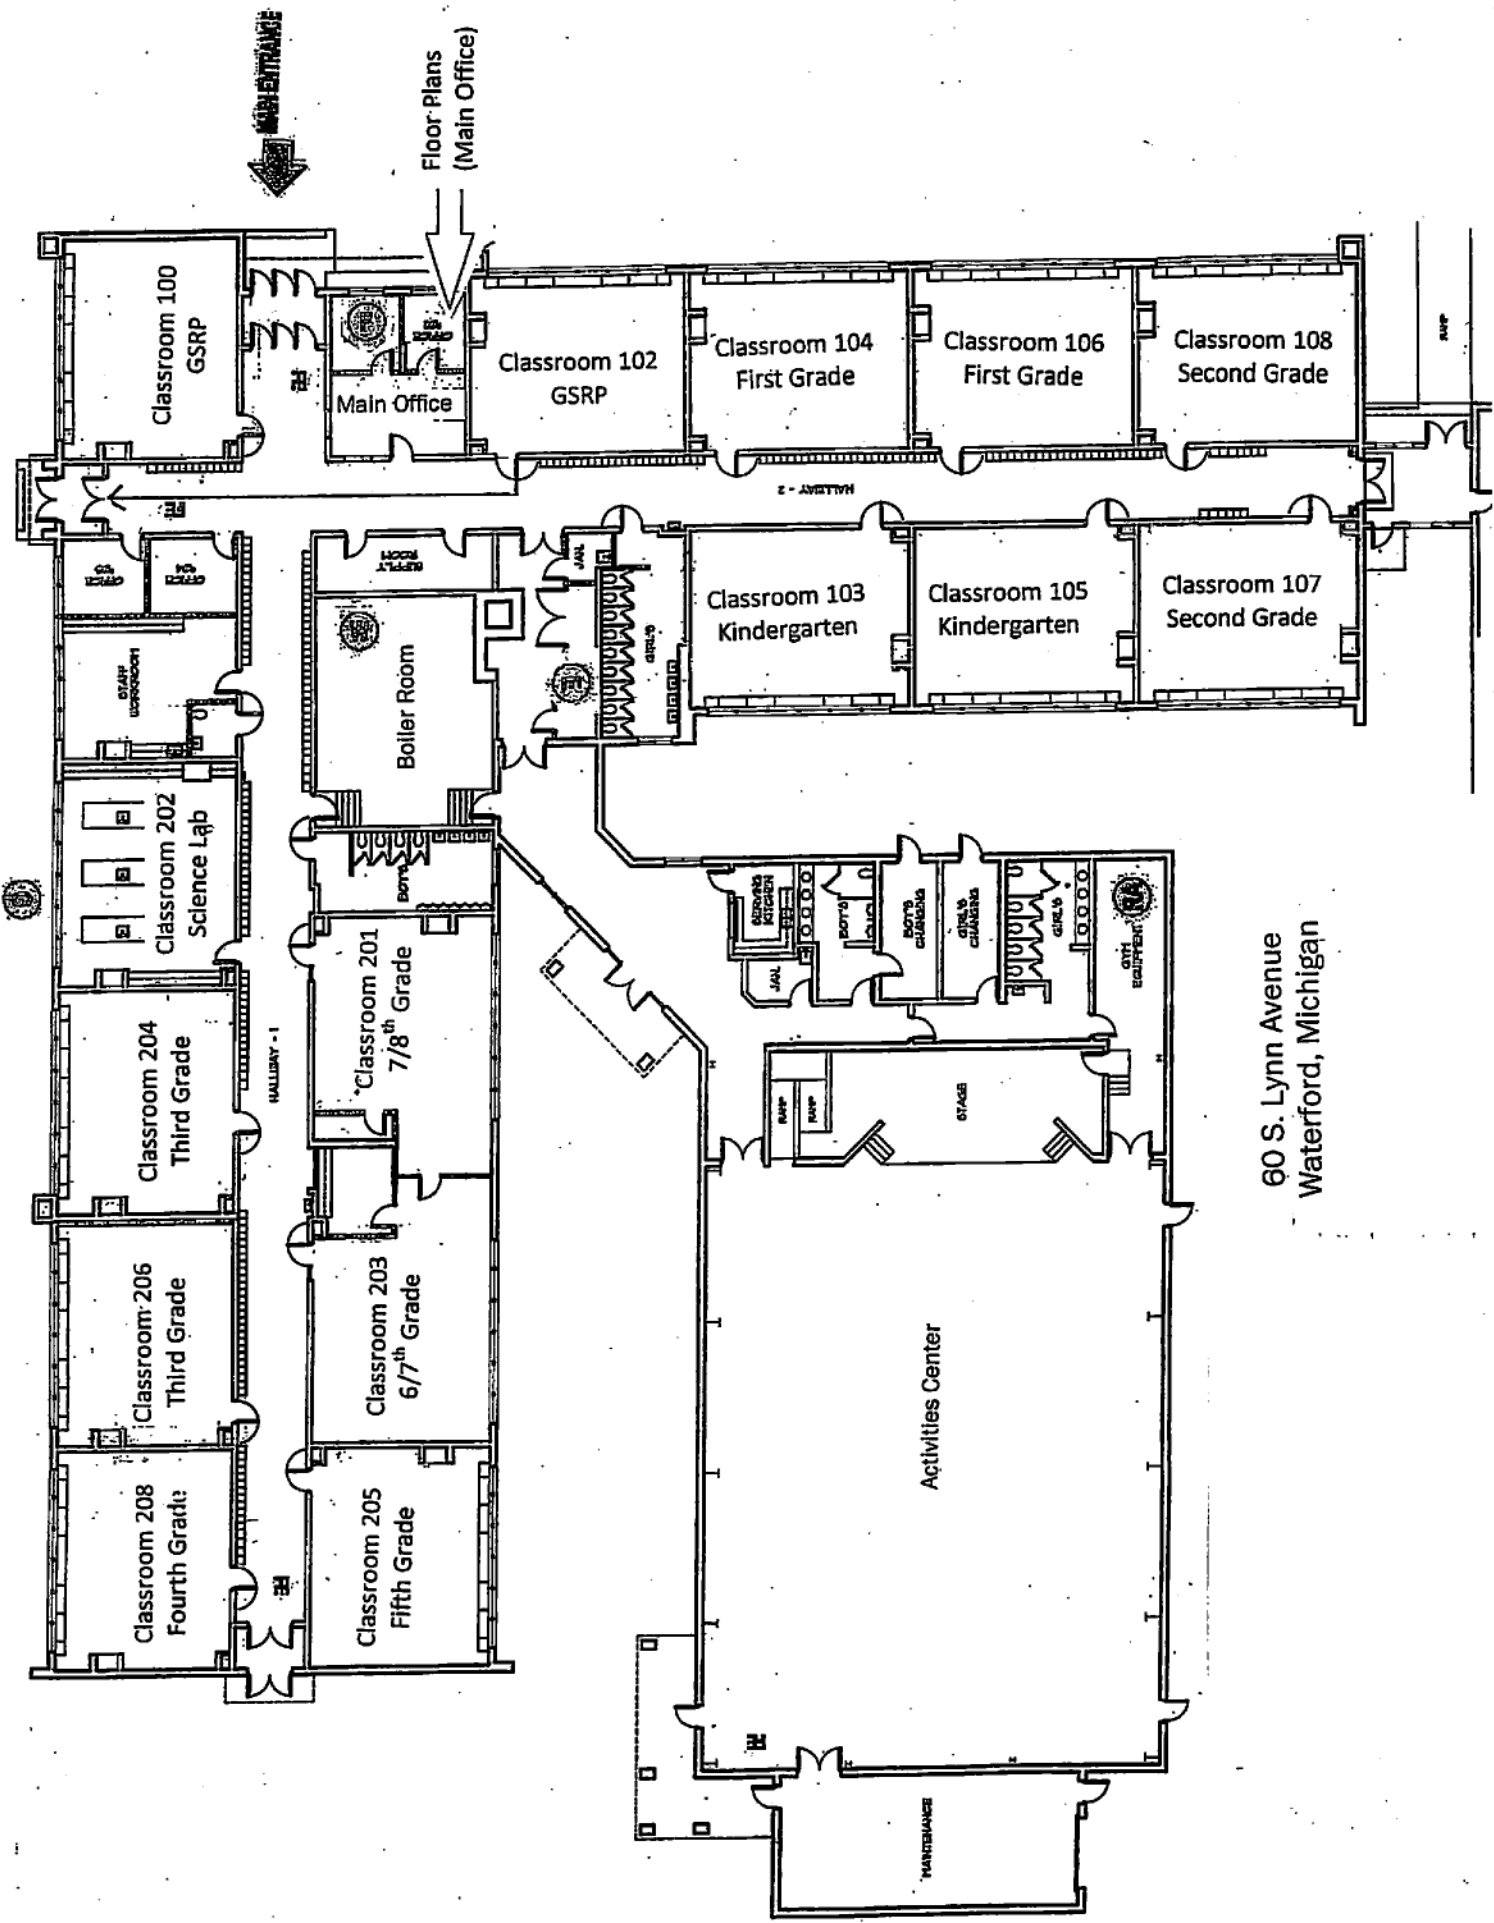 MAIN ENTRANCE
Floor Plans
(Main Office)
Classroom 100
GSRP
Main Office
Classroom 102
GSRP
Classroom 104
First Grade
Classroom 106
First Grade
Classroom 108
Second Grade
RAMP
HALLWAY - 2
OFFICE
OFFICE
SUPPLY
ROOM
JAN.
GIRL'S
Classroom 103
Kindergarten
Classroom 105
Kindergarten
Classroom 107
Second Grade
STAFF
WORKROOM
Boiler Room
Classroom 202
Science Lab
BOY'S
Classroom 201
7/8th Grade
SERVING
KITCHEN
JAN.
BOY'S
BOY'S
CHANGING
GIRL'S
CHANGING
GIRL'S
GYM
EQUIPMENT
Classroom 204
Third Grade
HALLWAY - 1
RAMP
RAMP
STAGE
Classroom 206
Third Grade
Classroom 203
6/7th Grade
Classroom 208
Fourth Grade
Classroom 205
Fifth Grade
Activities Center
MAINTENANCE
60 S. Lynn Avenue
Waterford, Michigan